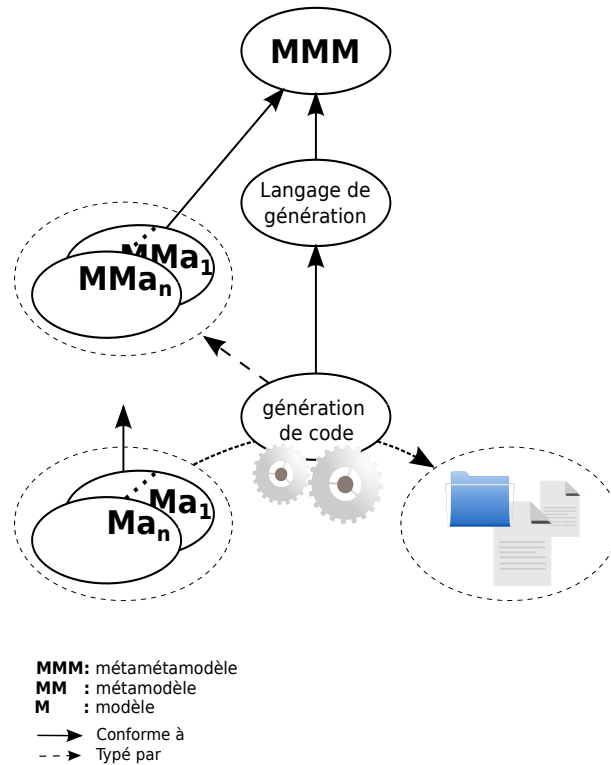 MMM
Langage de
génération
MMa1
MMan
génération
de code
Ma1
Man
MMM: métamétamodèle
MM : métamodèle
M : modèle
Conforme à
Typé par